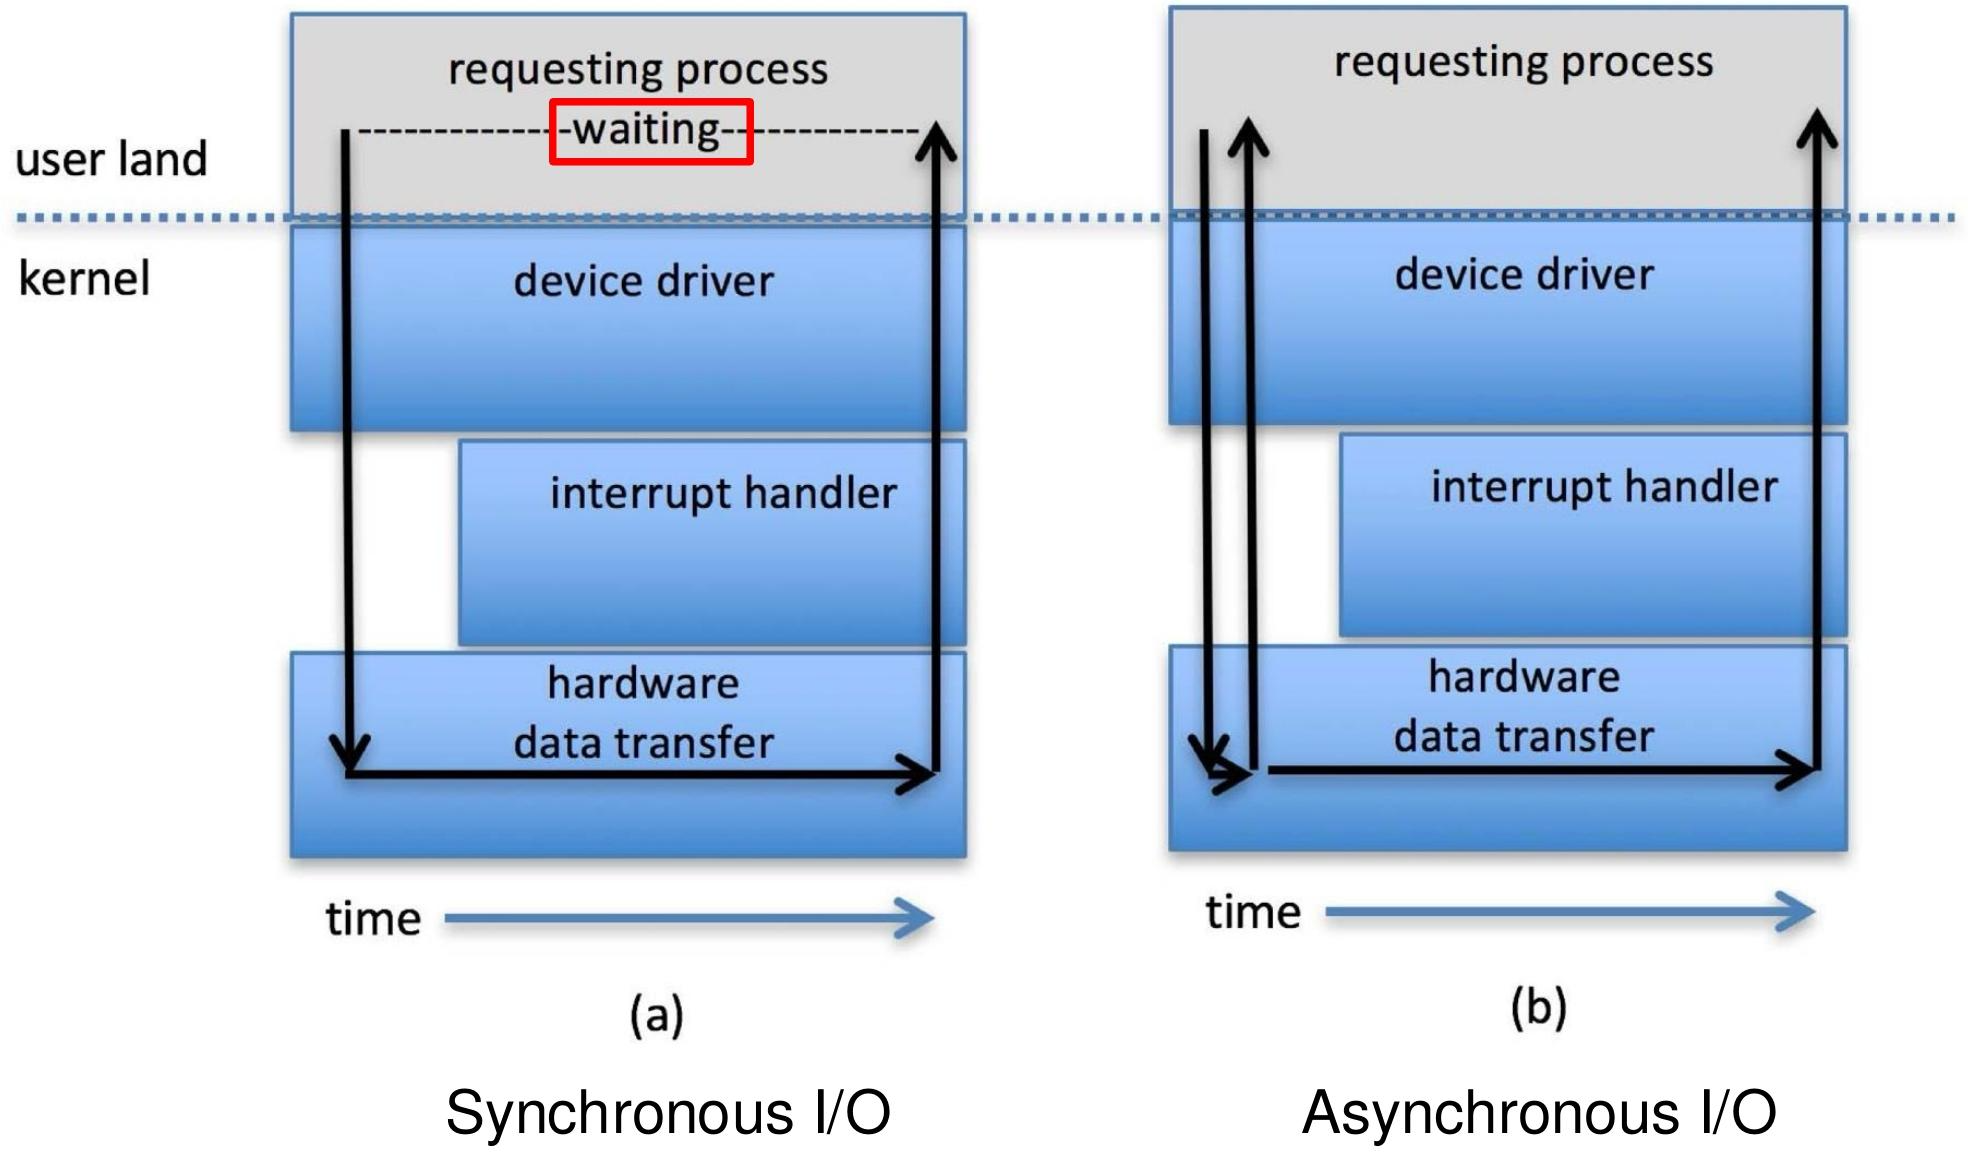 requesting process
-------------waiting-------------
user land
kernel
device driver
interrupt handler
hardware
data transfer
time
(a)
Synchronous I/O
requesting process
device driver
interrupt handler
hardware
data transfer
time
(b)
Asynchronous I/O